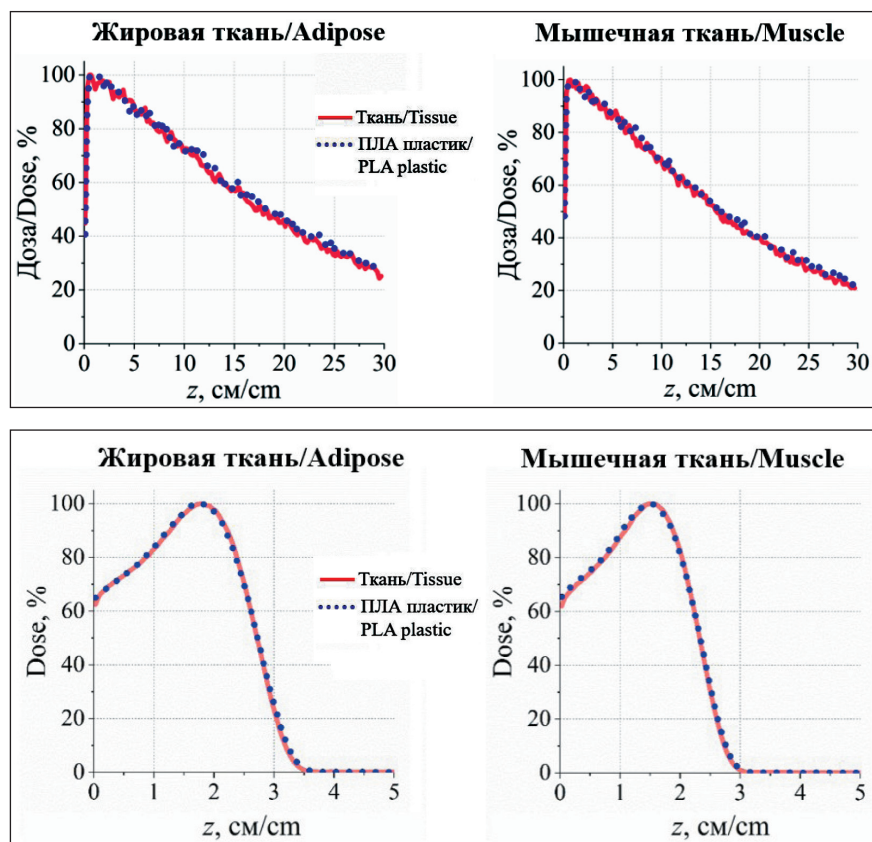 Жировая ткань/Adipose
Мышечная ткань/Muscle
100
80
60
40
20
0
Доза/Dose, %
0 5 10 15 20 25 30
z, см/cm
Ткань/Tissue
ПЛА пластик/
PLA plastic
100
80
60
40
20
0
Доза/Dose, %
0 5 10 15 20 25 30
z, см/cm
Жировая ткань/Adipose
Мышечная ткань/Muscle
100
80
60
40
20
0
Dose, %
0 1 2 3 4 5
z, см/cm
Ткань/Tissue
ПЛА пластик/
PLA plastic
100
80
60
40
20
0
Dose, %
0 1 2 3 4 5
z, см/cm